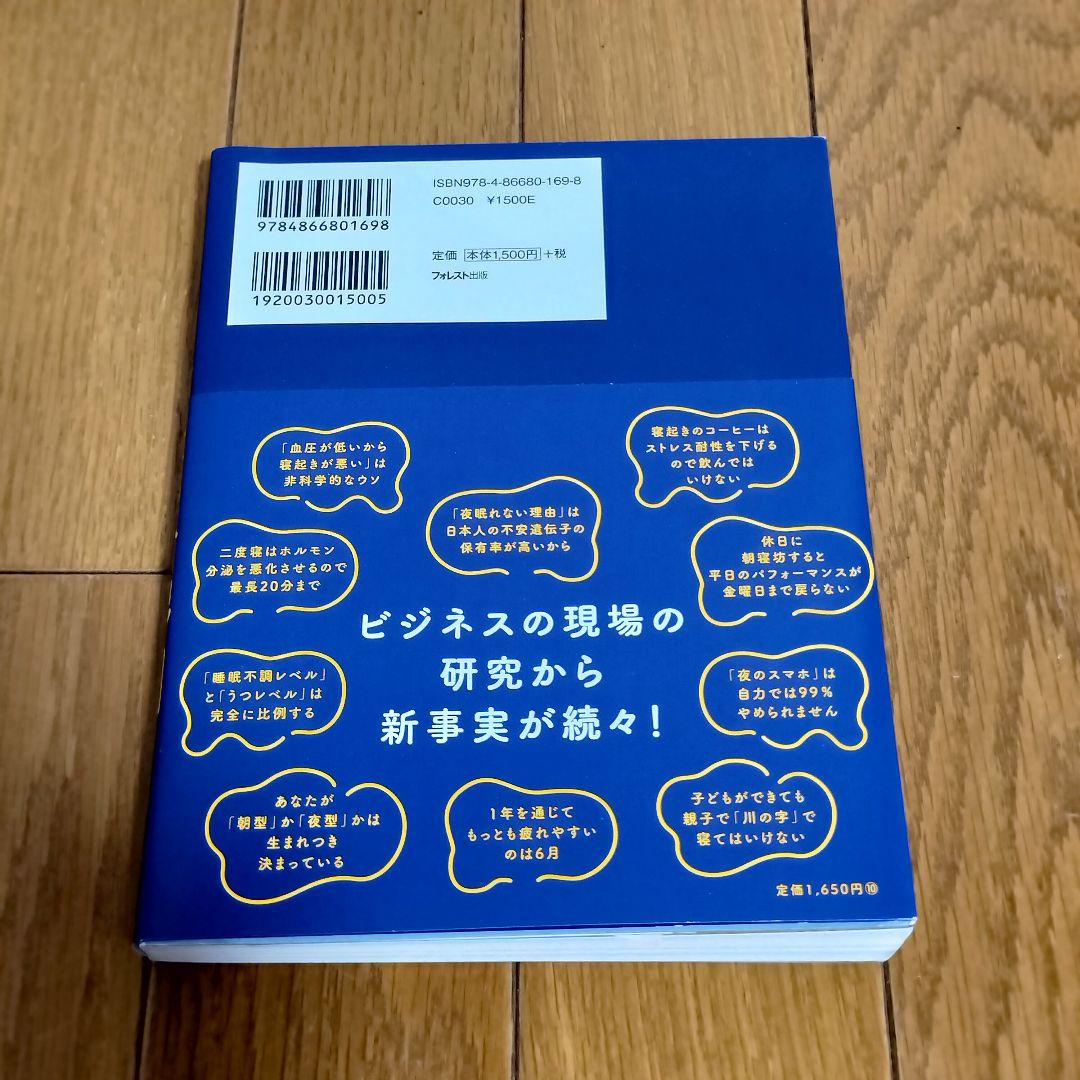 ISBN978-4-86680-169-8
C0030 ¥1500E
9784866801698
定価 本体1,500円+税
フォレスト出版
1920030015005
「血圧が低いから
寝起きが悪い」は
非科学的なウソ
寝起きのコーヒーは
ストレス耐性を下げる
ので飲んでは
いけない
「夜眠れない理由」は
日本人の不安遺伝子の
保有率が高いから
二度寝はホルモン
分泌を悪化させるので
最長20分まで
休日に
朝寝坊すると
平日のパフォーマンスが
金曜日まで戻らない
ビジネスの現場の
研究から
新事実が続々!
「睡眠不調レベル」
と「うつレベル」は
完全に比例する
「夜のスマホ」は
自力では99%
やめられません
あなたが
「朝型」か「夜型」かは
生まれつき
決まっている
1年を通じて
もっとも疲れやすい
のは6月
子どもができても
親子で「川の字」で
寝てはいけない
定価1,650円⑩